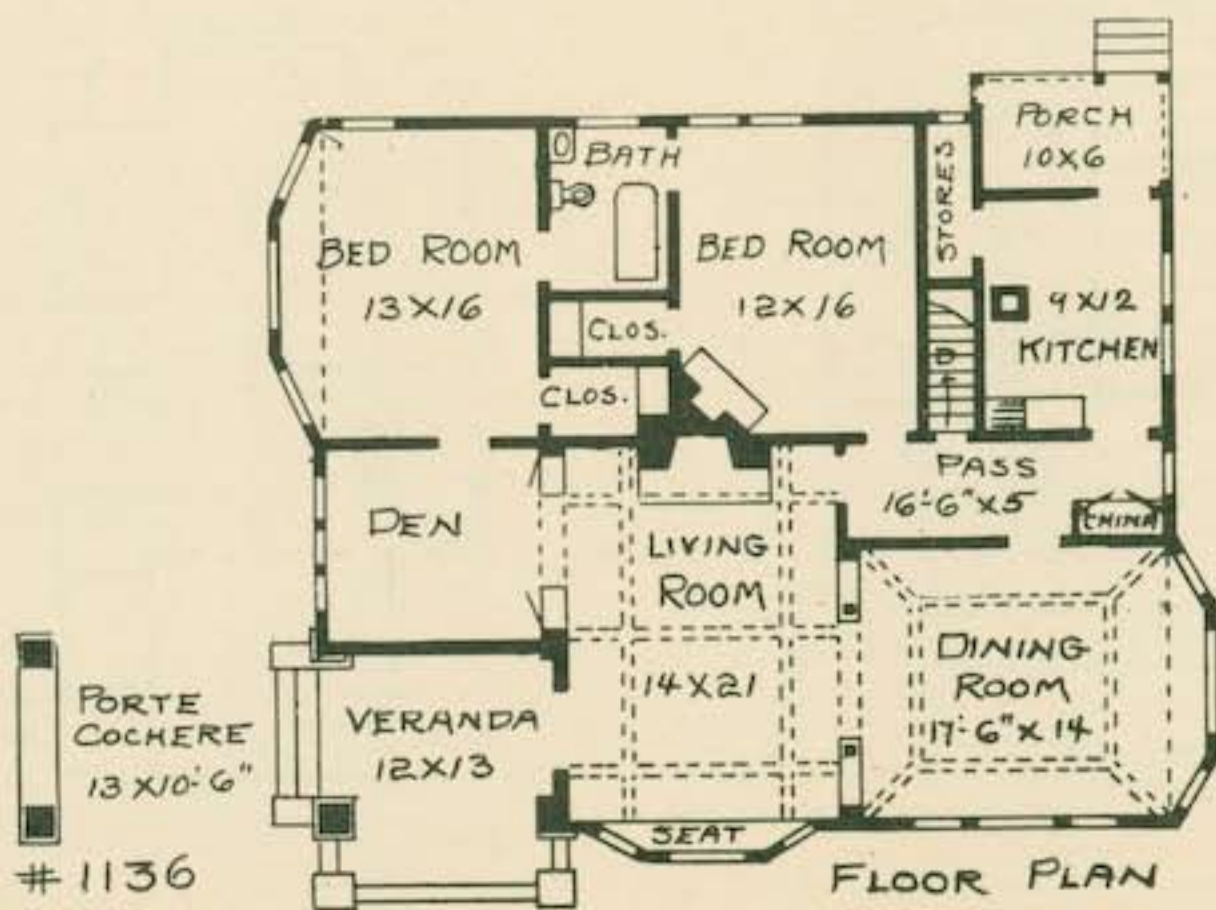 PORCH
10X6
BATH
STORES
BED ROOM
13X16
BED ROOM
12X16
9X12
KITCHEN
CLOS.
CLOS.
D
PASS
16'-6"X5
CHINA
DEN
LIVING
ROOM
14X21
DINING
ROOM
17'-6"X14
PORTE
COCHERE
13X10'-6"
VERANDA
12X13
SEAT
#1136
FLOOR PLAN